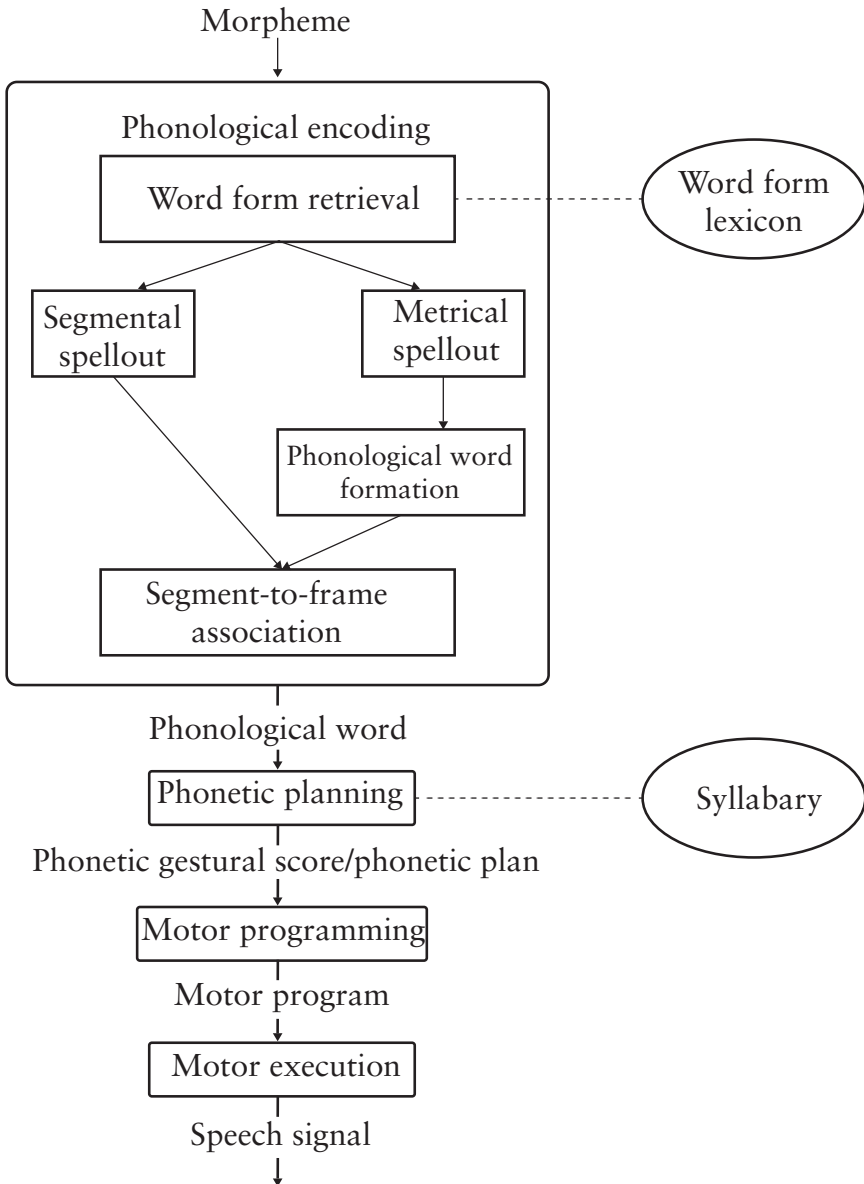 Morpheme
Phonological encoding
Word form retrieval
Word form
lexicon
Segmental
spellout
Metrical
spellout
Phonological word
formation
Segment-to-frame
association
Phonological word
Phonetic planning
Syllabary
Phonetic gestural score/phonetic plan
Motor programming
Motor program
Motor execution
Speech signal